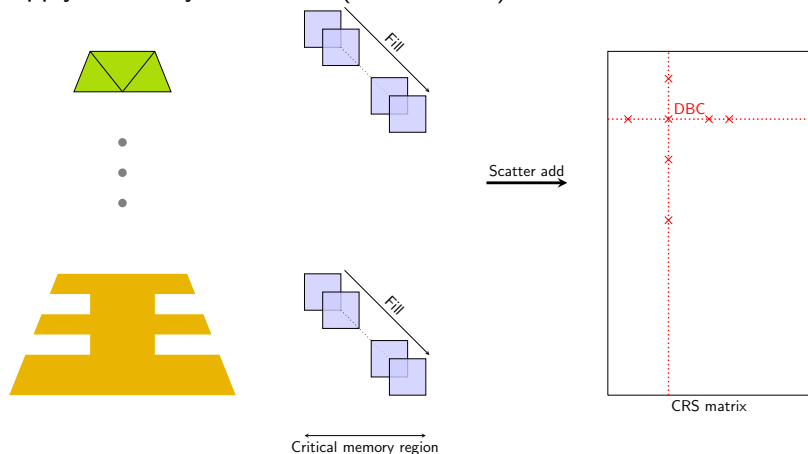 Fill
Scatter add
DBC
Fill
CRS matrix
Critical memory region